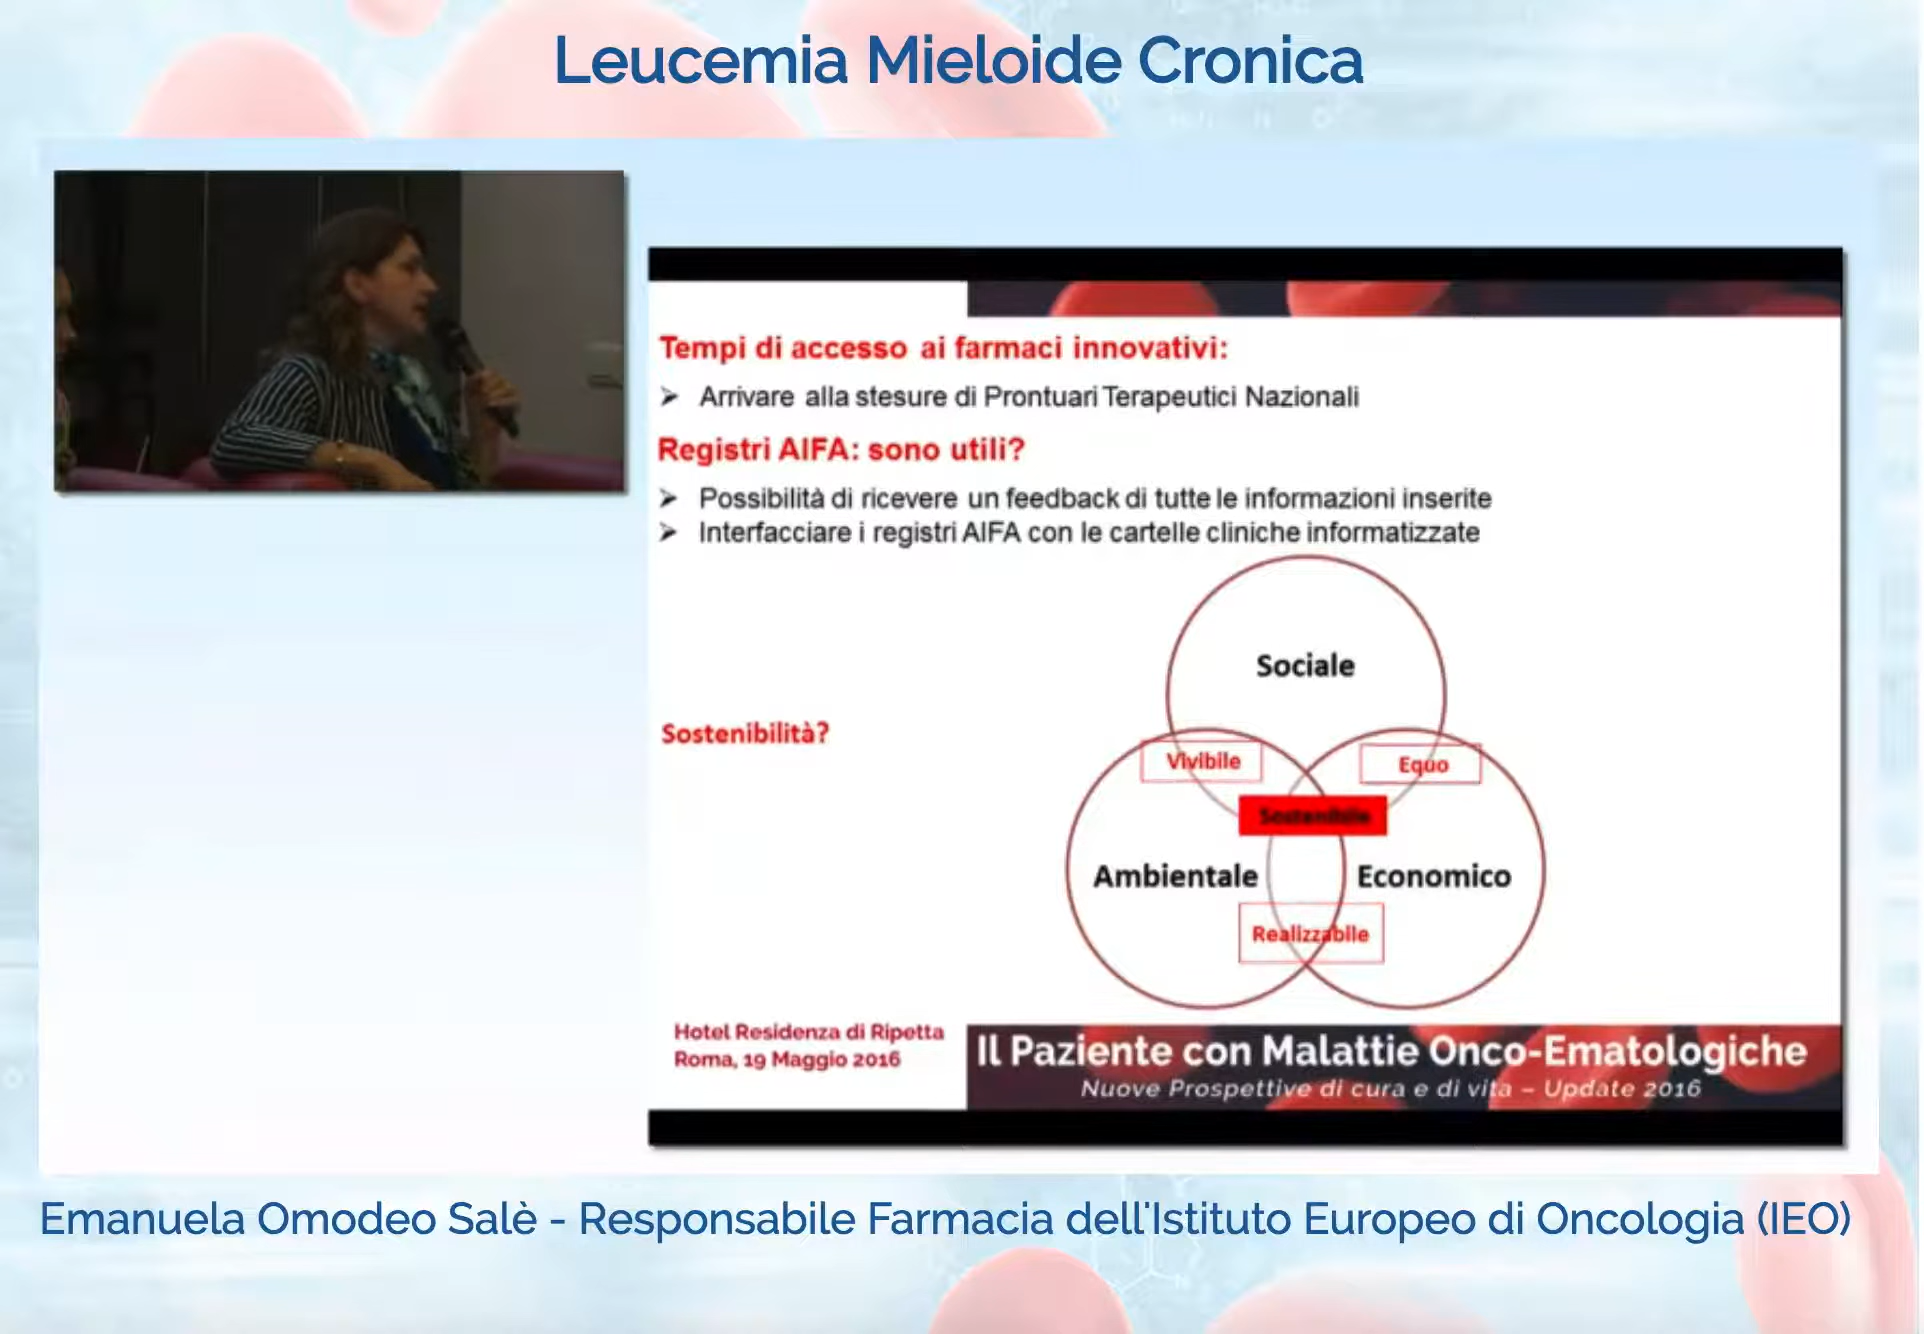 Leucemia Mieloide Cronica
Tempi di accesso ai farmaci innovativi:
➢ Arrivare alla stesure di Prontuari Terapeutici Nazionali
Registri AIFA: sono utili?
➢ Possibilità di ricevere un feedback di tutte le informazioni inserite
➢ Interfacciare i registri AIFA con le cartelle cliniche informatizzate
Sociale
Sostenibilità?
Vivibile
Equo
Sostenibile
Ambientale
Economico
Realizzabile
Hotel Residenza di Ripetta
Roma, 19 Maggio 2016
Il Paziente con Malattie Onco-Ematologiche
Nuove Prospettive di cura e di vita – Update 2016
Emanuela Omodeo Salè - Responsabile Farmacia dell'Istituto Europeo di Oncologia (IEO)